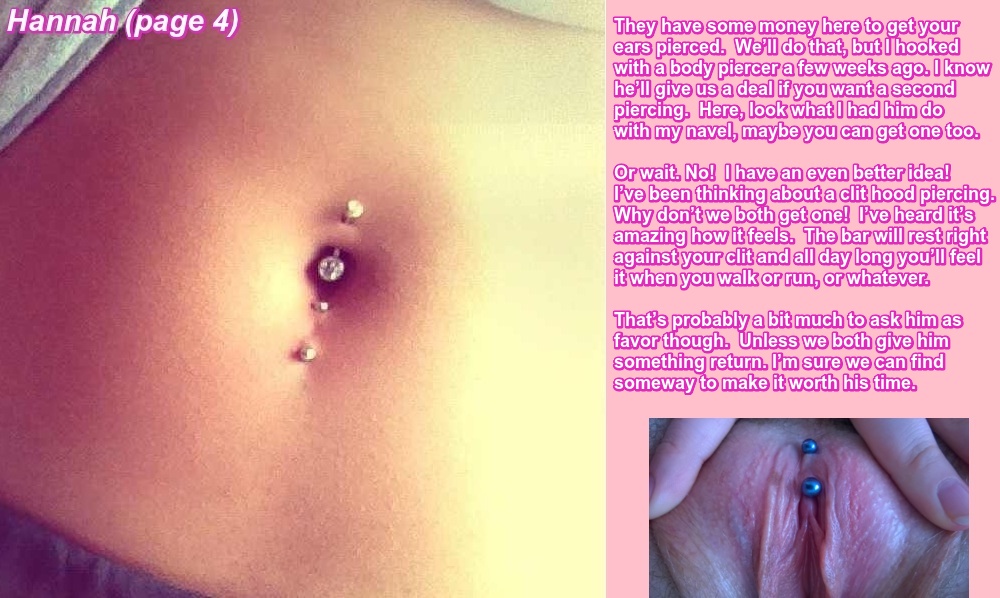 Hannah (page 4)
They have some money here to get your
ears pierced. We'll do that, but I hooked
with a body piercer a few weeks ago. I know
he'll give us a deal if you want a second
piercing. Here, look what I had him do
with my navel, maybe you can get one too.
Or wait. No! I have an even better idea!
I've been thinking about a clit hood piercing.
Why don't we both get one! I've heard it's
amazing how it feels. The bar will rest right
against your clit and all day long you'll feel
it when you walk or run, or whatever.
That's probably a bit much to ask him as
favor though. Unless we both give him
something return. I'm sure we can find
someway to make it worth his time.